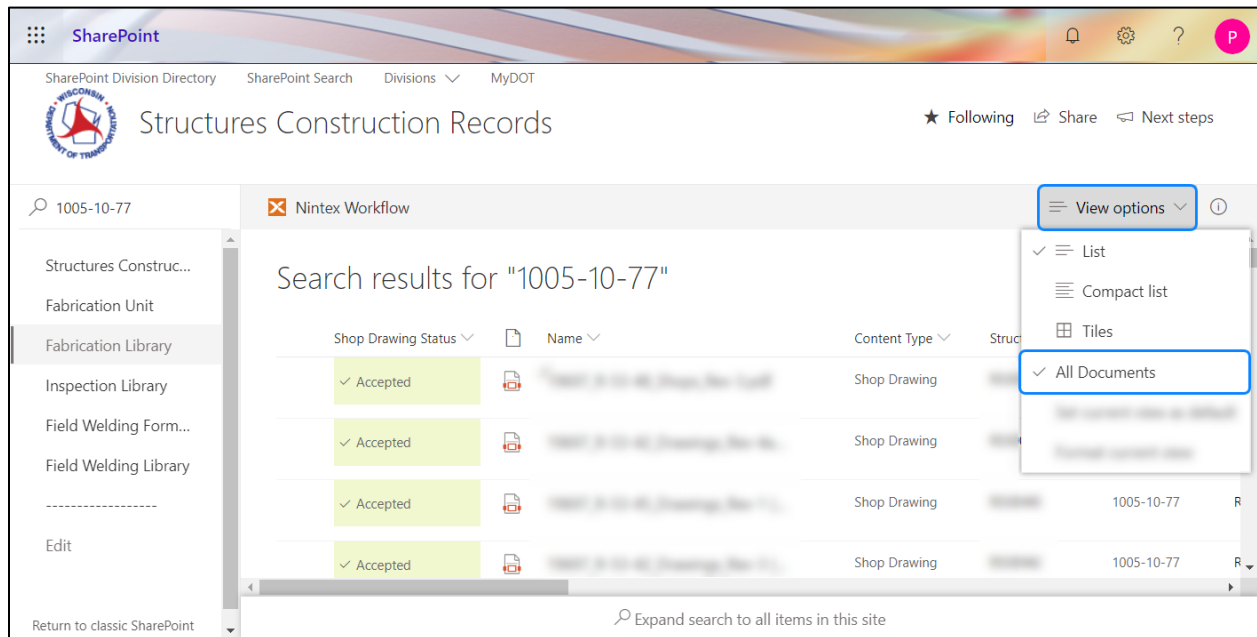 SharePoint
P
SharePoint Division Directory SharePoint Search Divisions MyDOT
WISCONSIN DEPARTMENT OF TRANSPORTATION
Structures Construction Records
Following Share Next steps
1005-10-77
Nintex Workflow
View options
List
Compact list
Tiles
All Documents
Structures Construc...
Fabrication Unit
Fabrication Library
Inspection Library
Field Welding Form...
Field Welding Library
------------------
Edit
Return to classic SharePoint
Search results for "1005-10-77"
Shop Drawing Status Name Content Type Struc
Accepted Shop Drawing
Accepted Shop Drawing
Accepted Shop Drawing 1005-10-77 R
Accepted Shop Drawing 1005-10-77 R
Expand search to all items in this site